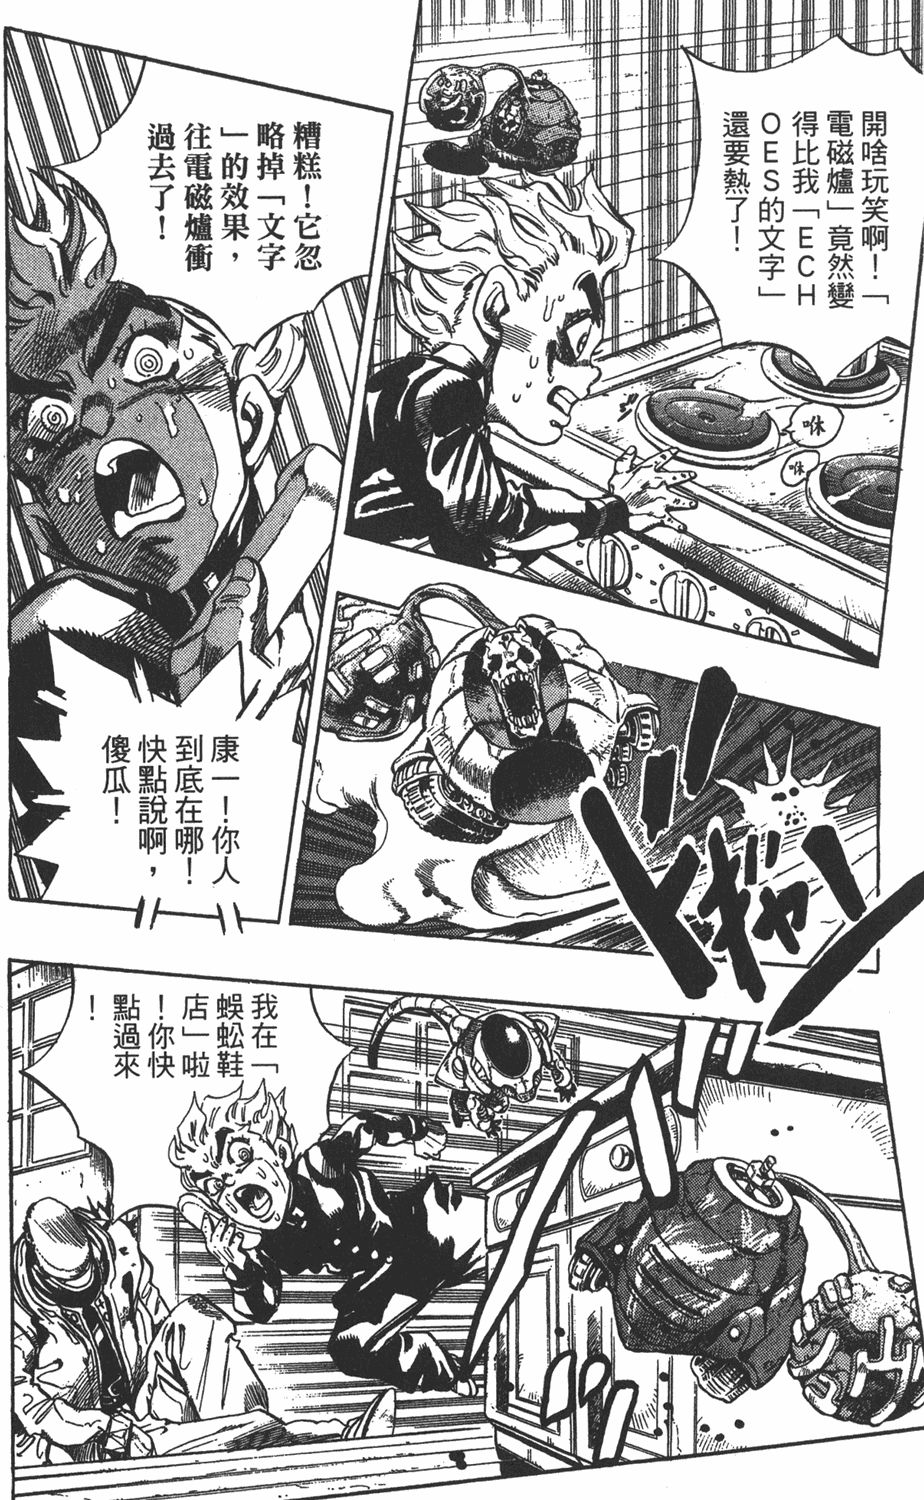 開啥玩笑啊！「
電磁爐」竟然變
得比我「ECH
OES的文字」
還要熱了！
咻
咻
糟糕！它忽
略掉「文字
」的效果，
往電磁爐衝
過去了！
ドギャーン
康一！你人
到底在哪！
快點說啊，
傻瓜！
我在「
蜈蚣鞋
店」啦
！你快
點過來
！